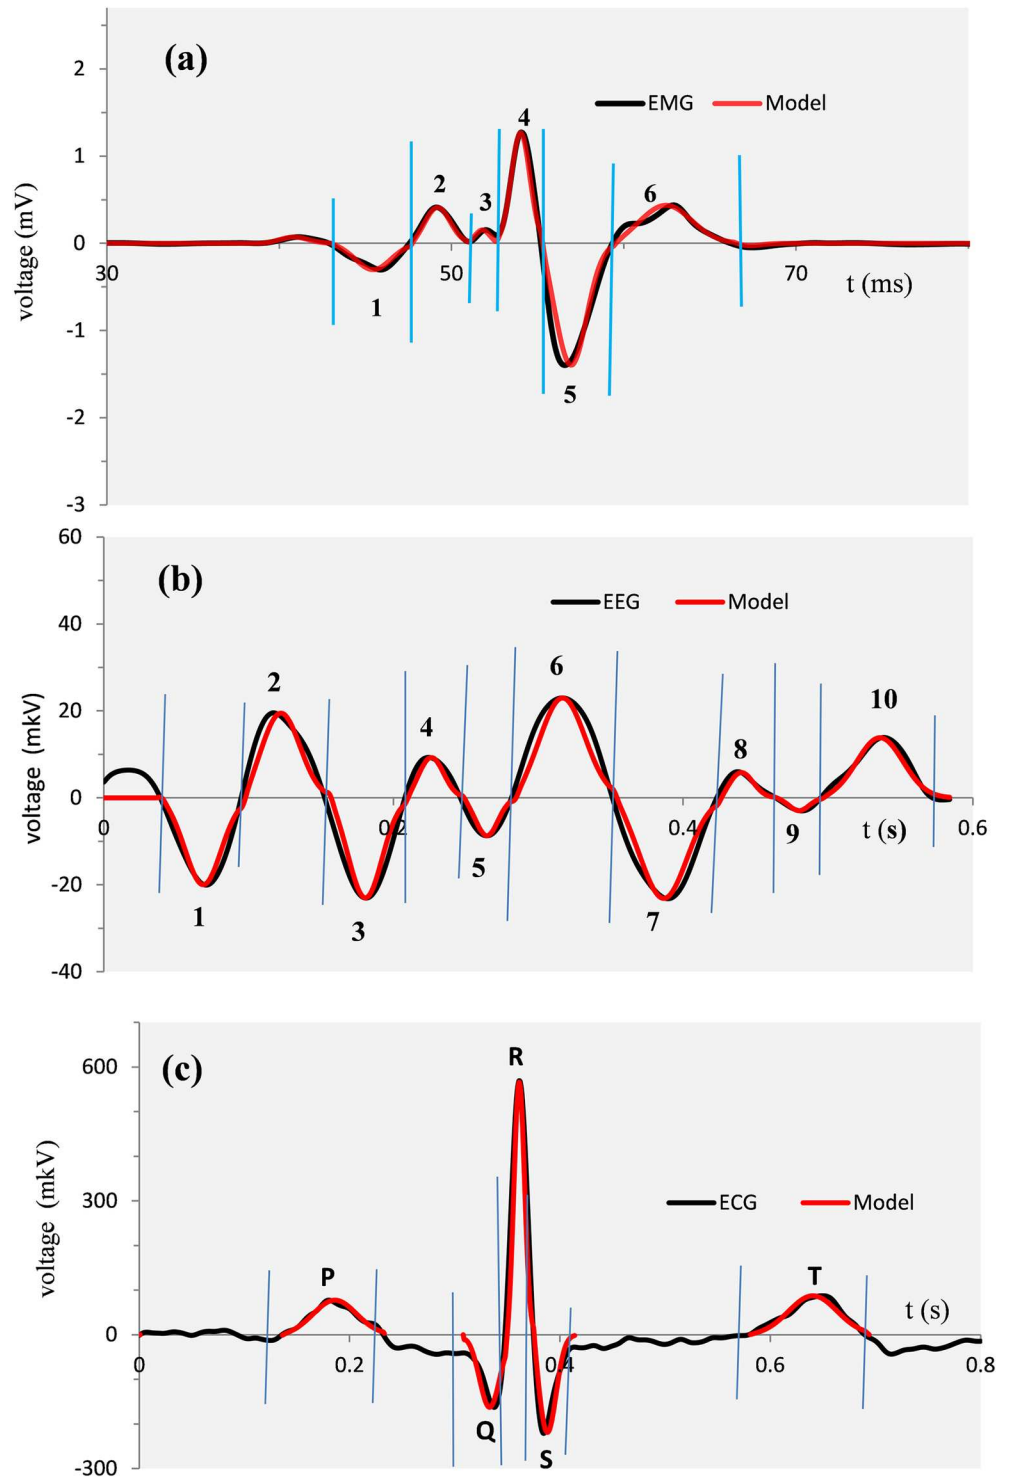 (a)
2
EMG Model
4
1
2
3
6
voltage (mV)
0
30 50 70
t (ms)
1
-1
5
-2
-3
60
(b)
EEG Model
40
6
2
10
20
4
8
voltage (mkV)
0
0 0.2 0.4 0.6
t (s)
9
5
-20
1
3
7
-40
R
600
(c)
voltage (mkV)
300
ECG Model
P
T
t (s)
0
0 0.2 0.4 0.6 0.8
Q
S
-300